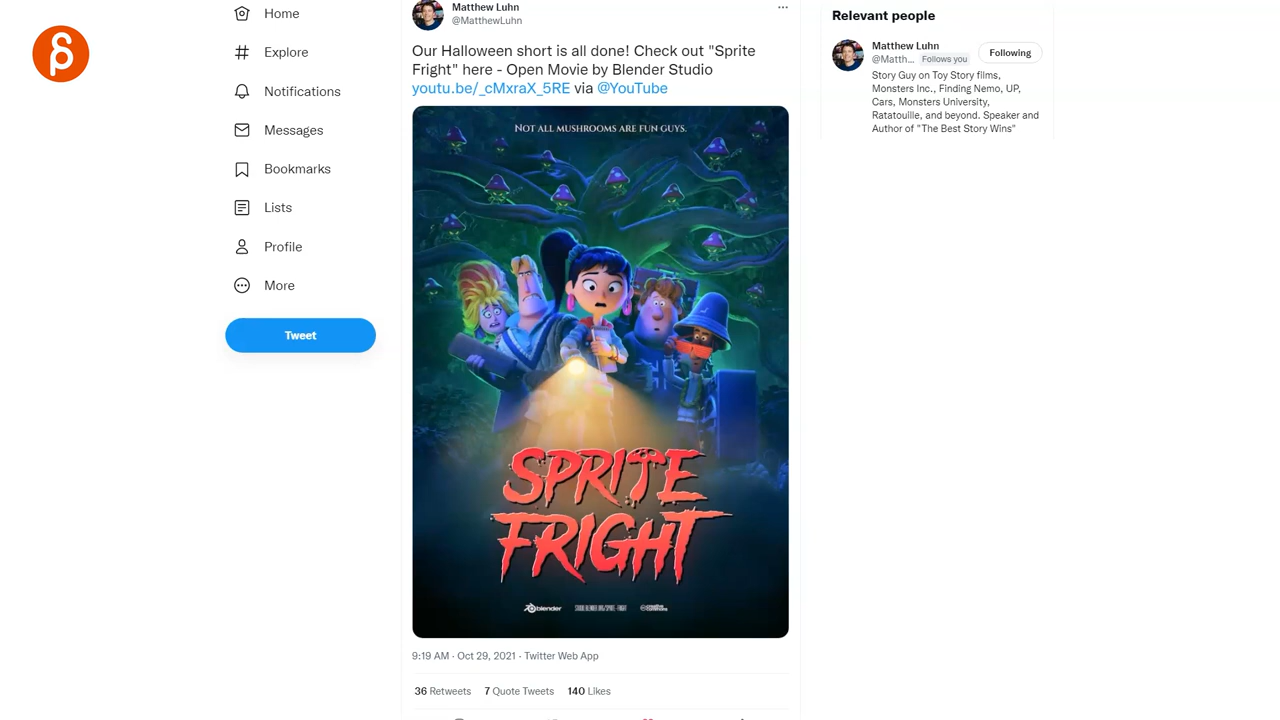 Home
Explore
Notifications
Messages
Bookmarks
Lists
Profile
More
Tweet
Matthew Luhn
@MatthewLuhn
Our Halloween short is all done! Check out "Sprite
Fright" here - Open Movie by Blender Studio
youtu.be/_cMxraX_5RE via @YouTube
NOT ALL MUSHROOMS ARE FUN GUYS.
SPRITE
FRIGHT
blender
9:19 AM · Oct 29, 2021 · Twitter Web App
36 Retweets 7 Quote Tweets 140 Likes
Relevant people
Matthew Luhn
@Matth... Follows you
Following
Story Guy on Toy Story films,
Monsters Inc., Finding Nemo, UP,
Cars, Monsters University,
Ratatouille, and beyond. Speaker and
Author of "The Best Story Wins"